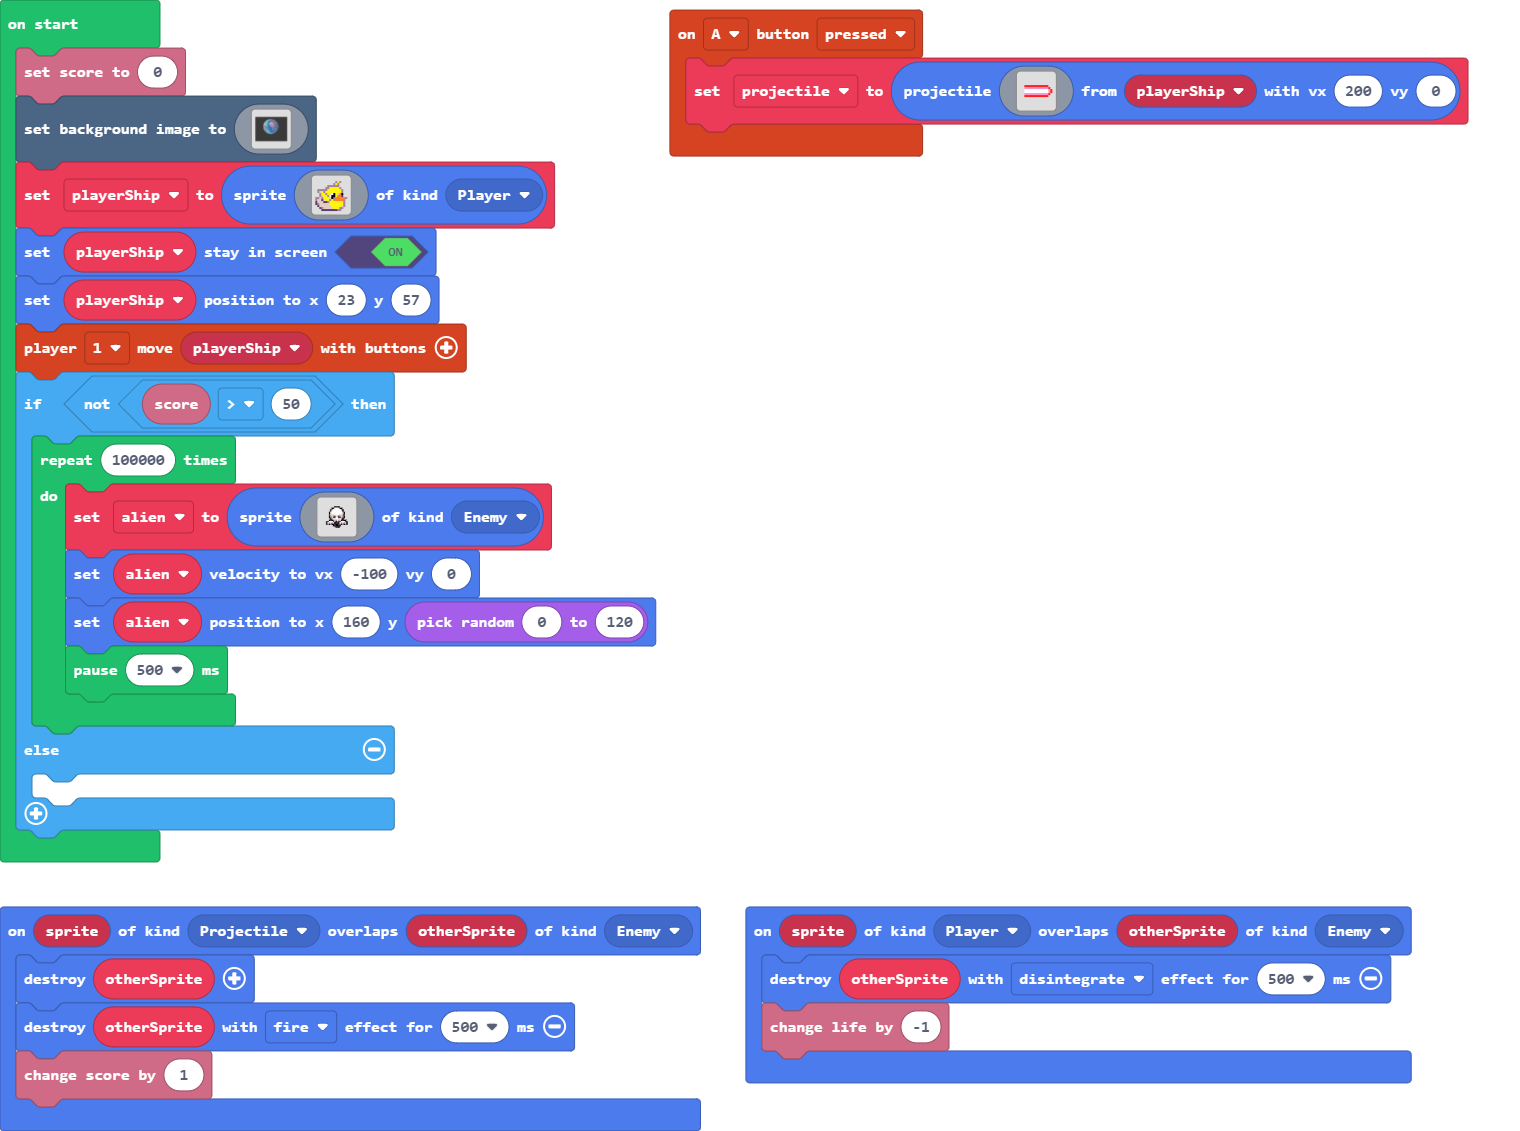 on start
set score to 0
set background image to
set playerShip to sprite of kind Player
set playerShip stay in screen ON
set playerShip position to x 23 y 57
player 1 move playerShip with buttons
if not score > 50 then
repeat 100000 times
do
set alien to sprite of kind Enemy
set alien velocity to vx -100 vy 0
set alien position to x 160 y pick random 0 to 120
pause 500 ms
else
on A button pressed
set projectile to projectile from playerShip with vx 200 vy 0
on sprite of kind Projectile overlaps otherSprite of kind Enemy
destroy otherSprite
destroy otherSprite with fire effect for 500 ms
change score by 1
on sprite of kind Player overlaps otherSprite of kind Enemy
destroy otherSprite with disintegrate effect for 500 ms
change life by -1